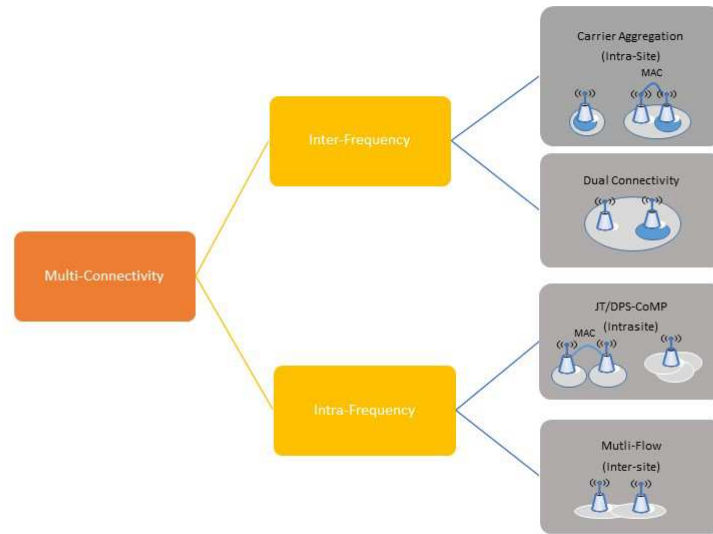 Carrier Aggregation
(Intra-Site)
MAC
Inter-Frequency
Dual Connectivity
Multi-Connectivity
JT/DPS-CoMP
(Intrasite)
MAC
Intra-Frequency
Mutli-Flow
(Inter-site)